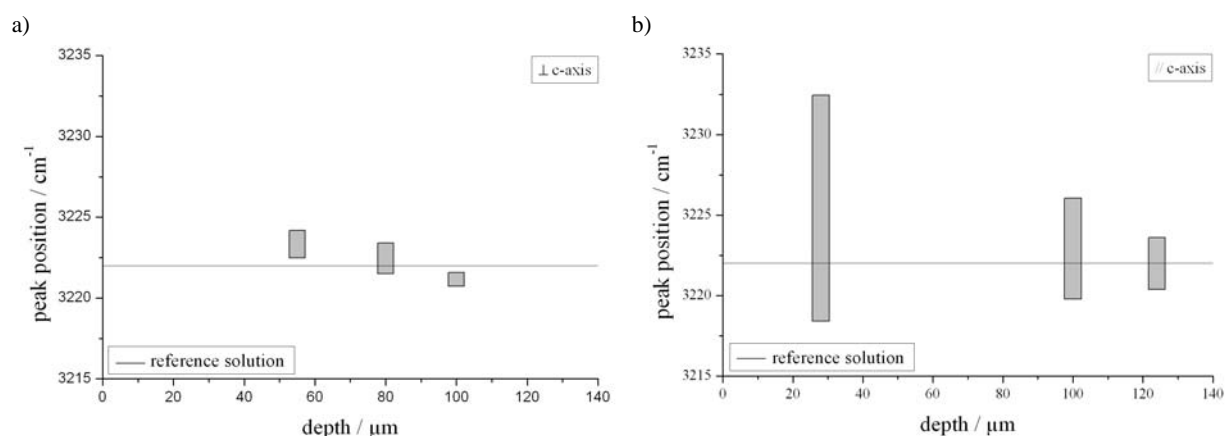 a)
3235
3230
3225
3220
3215
peak position / cm⁻¹
⊥ c-axis
— reference solution
0 20 40 60 80 100 120 140
depth / µm
b)
3235
3230
3225
3220
3215
peak position / cm⁻¹
// c-axis
— reference solution
0 20 40 60 80 100 120 140
depth / µm